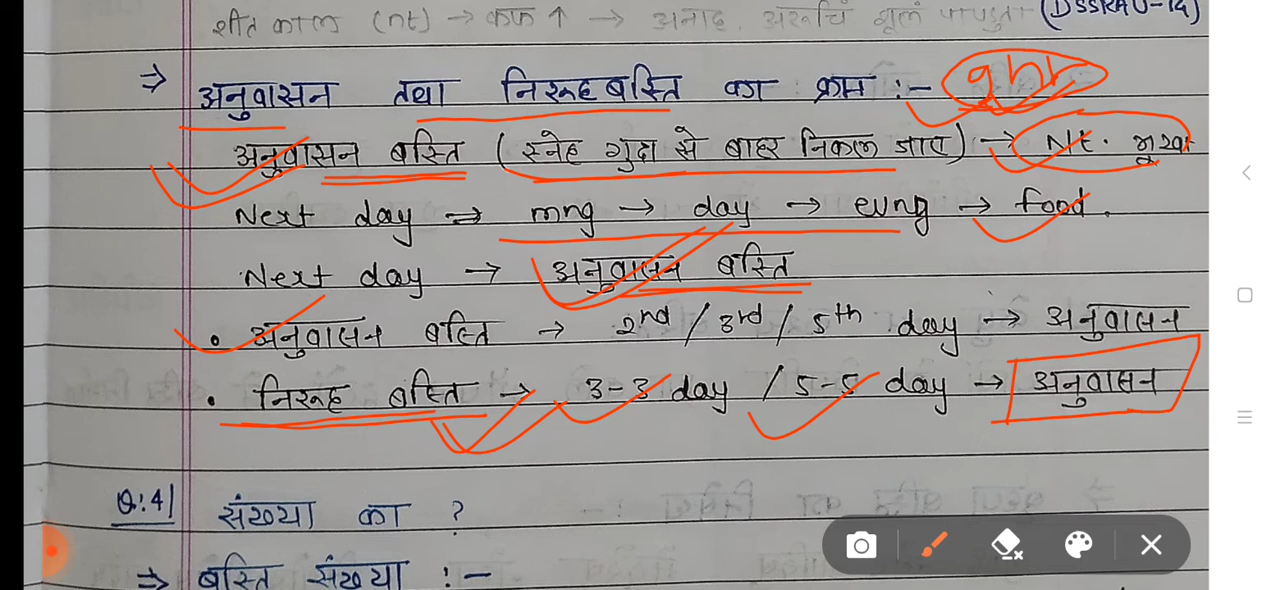 शीत काल (nt) → कफ ↑ → अनाह. अरूचि शूल पाण्डुता (DSSRAU-14)
⇒ अनुवासन तथा निरूहबस्ति का क्रम :-
अनुवासन बस्ति (स्नेह गुदा से बाहर निकल जाए) → Nt. भूखा
Next day ⇒ mng → day → evng → food.
Next day → अनुवासन बस्ति
• अनुवासन बस्ति → 2nd / 3rd / 5th day → अनुवासन
• निरूह बस्ति → 3-3 day / 5-5 day → अनुवासन
Q:4| संख्या का ?
⇒ बस्ति संख्या :-